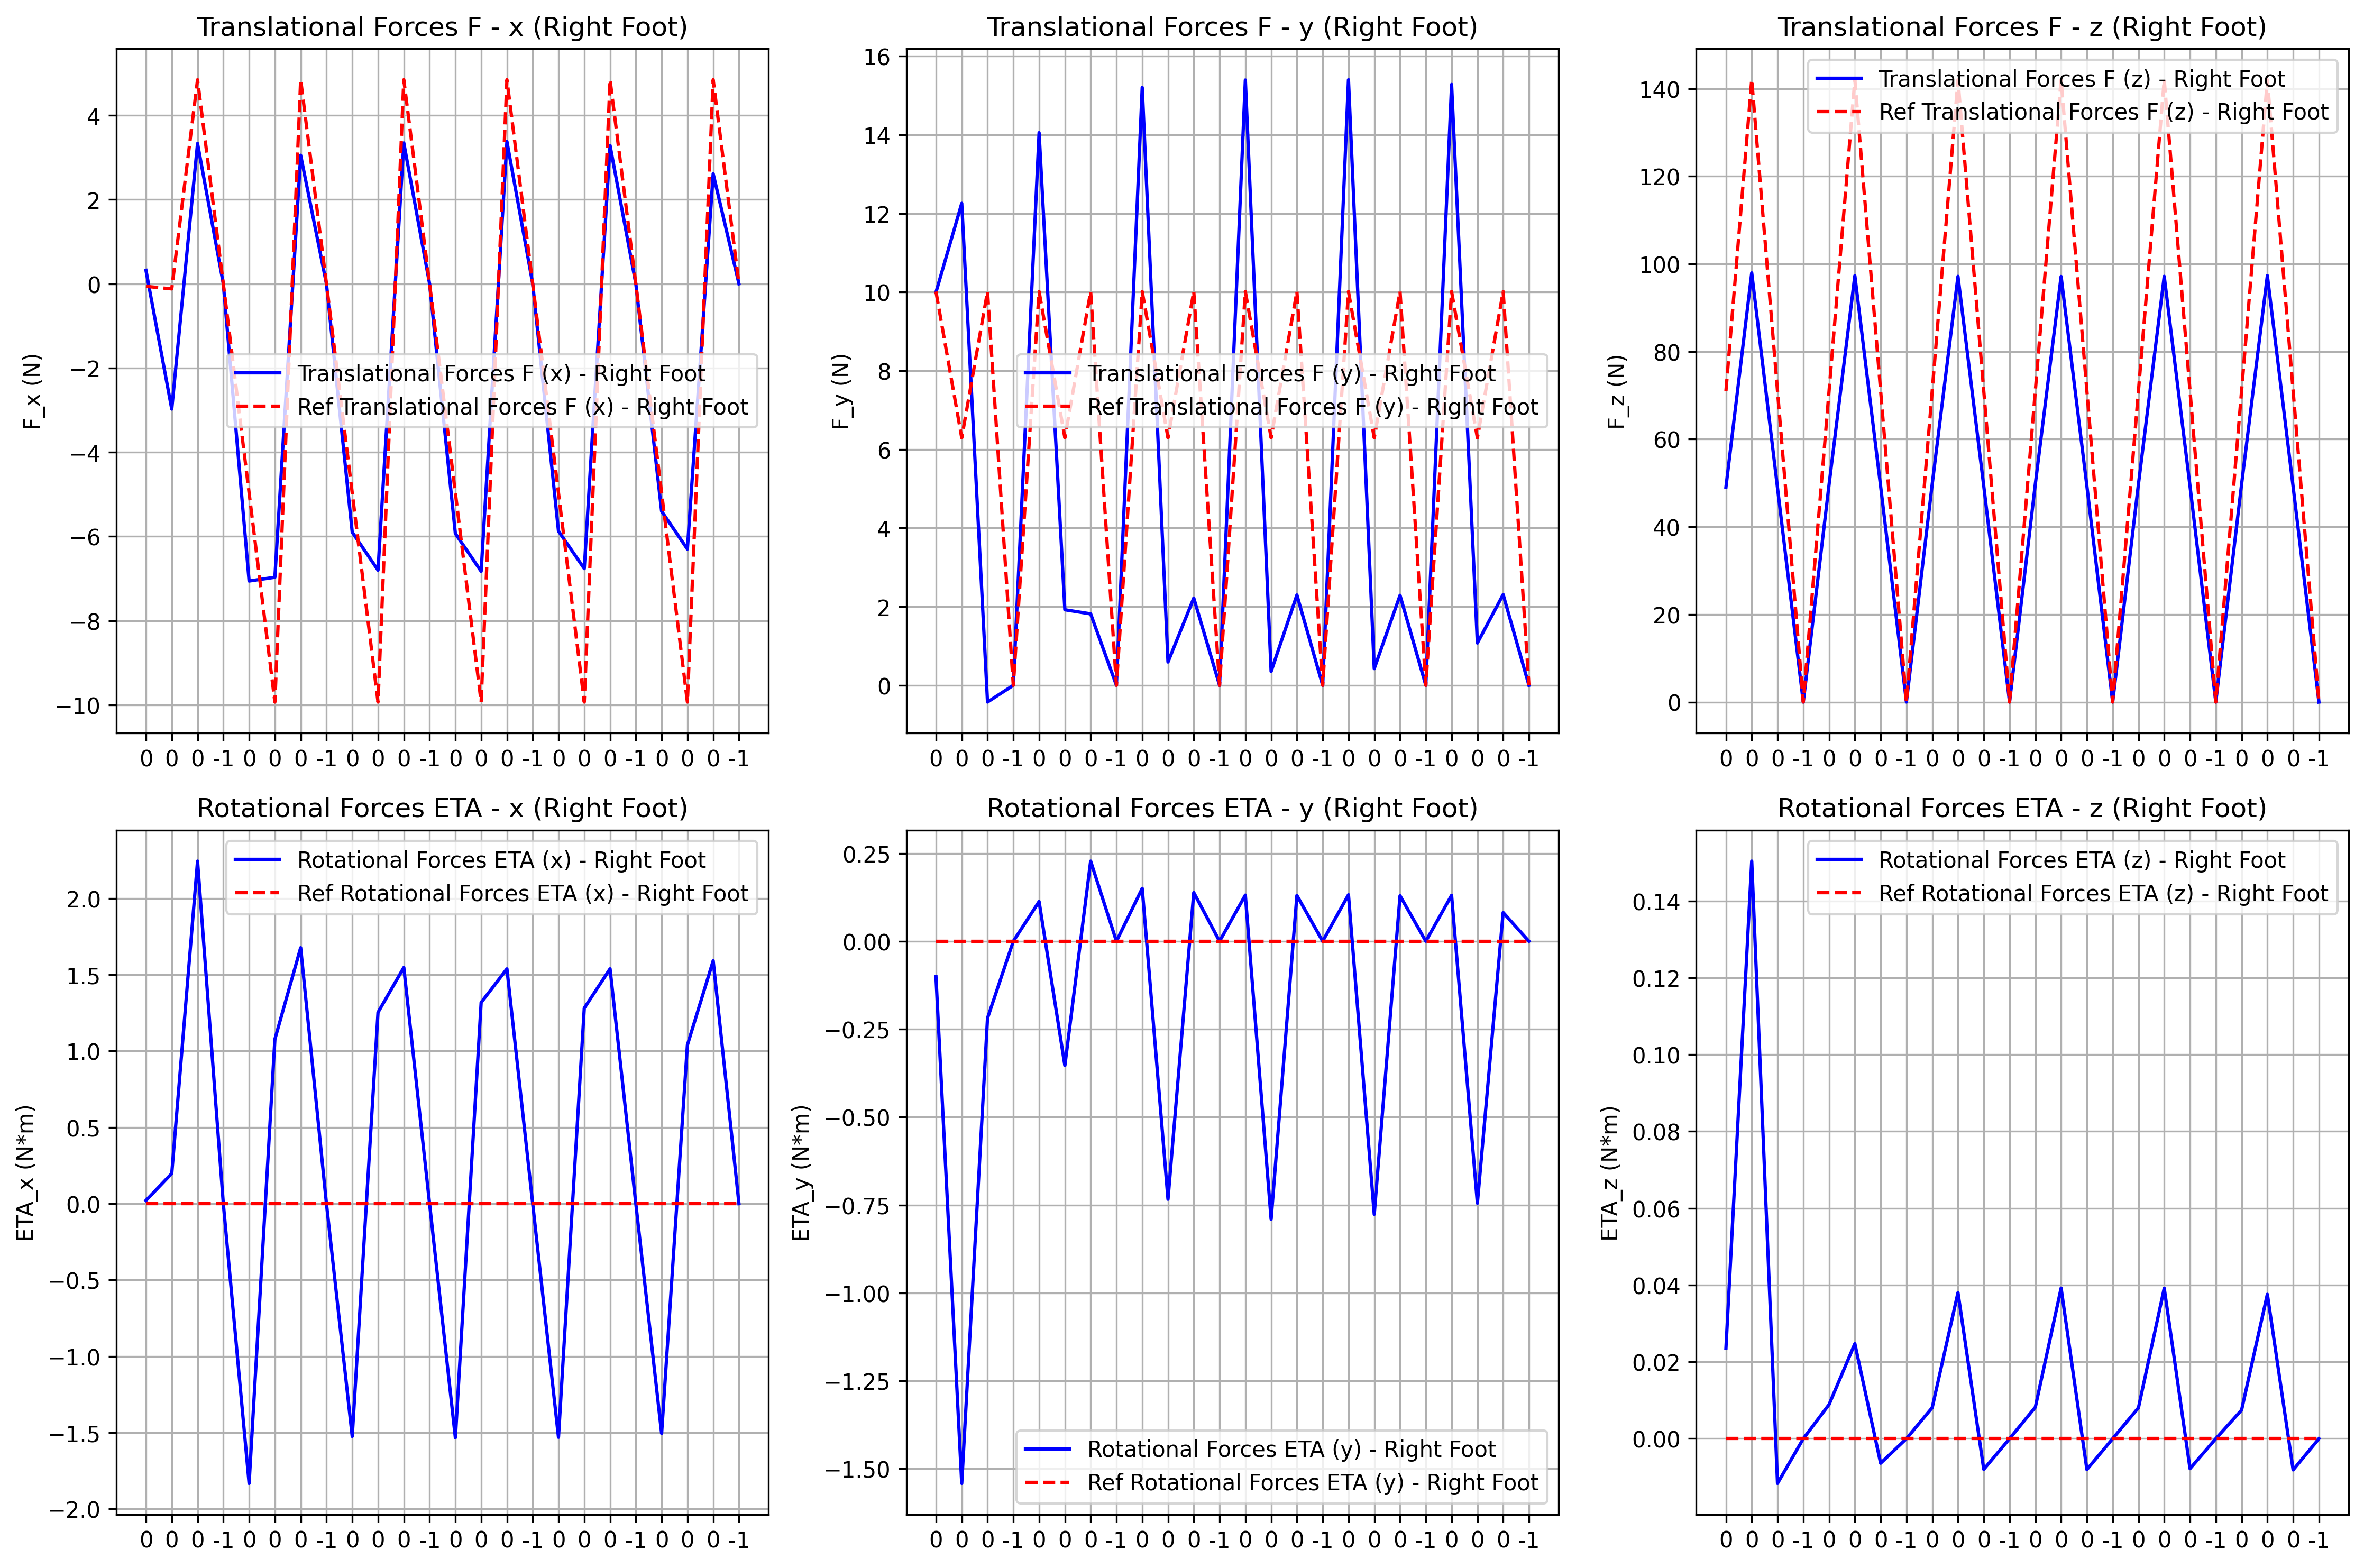 Translational Forces F - x (Right Foot)
4
2
0
−2
−4
−6
−8
−10
F_x (N)
Translational Forces F (x) - Right Foot
Ref Translational Forces F (x) - Right Foot
0 0 0 -1 0 0 0 -1 0 0 0 -1 0 0 0 -1 0 0 0 -1 0 0 0 -1
Translational Forces F - y (Right Foot)
16
14
12
10
8
6
4
2
0
F_y (N)
Translational Forces F (y) - Right Foot
Ref Translational Forces F (y) - Right Foot
0 0 0 -1 0 0 0 -1 0 0 0 -1 0 0 0 -1 0 0 0 -1 0 0 0 -1
Translational Forces F - z (Right Foot)
140
120
100
80
60
40
20
0
F_z (N)
Translational Forces F (z) - Right Foot
Ref Translational Forces F (z) - Right Foot
0 0 0 -1 0 0 0 -1 0 0 0 -1 0 0 0 -1 0 0 0 -1 0 0 0 -1
Rotational Forces ETA - x (Right Foot)
2.0
1.5
1.0
0.5
0.0
−0.5
−1.0
−1.5
−2.0
ETA_x (N*m)
Rotational Forces ETA (x) - Right Foot
Ref Rotational Forces ETA (x) - Right Foot
0 0 0 -1 0 0 0 -1 0 0 0 -1 0 0 0 -1 0 0 0 -1 0 0 0 -1
Rotational Forces ETA - y (Right Foot)
0.25
0.00
−0.25
−0.50
−0.75
−1.00
−1.25
−1.50
ETA_y (N*m)
Rotational Forces ETA (y) - Right Foot
Ref Rotational Forces ETA (y) - Right Foot
0 0 0 -1 0 0 0 -1 0 0 0 -1 0 0 0 -1 0 0 0 -1 0 0 0 -1
Rotational Forces ETA - z (Right Foot)
0.14
0.12
0.10
0.08
0.06
0.04
0.02
0.00
ETA_z (N*m)
Rotational Forces ETA (z) - Right Foot
Ref Rotational Forces ETA (z) - Right Foot
0 0 0 -1 0 0 0 -1 0 0 0 -1 0 0 0 -1 0 0 0 -1 0 0 0 -1